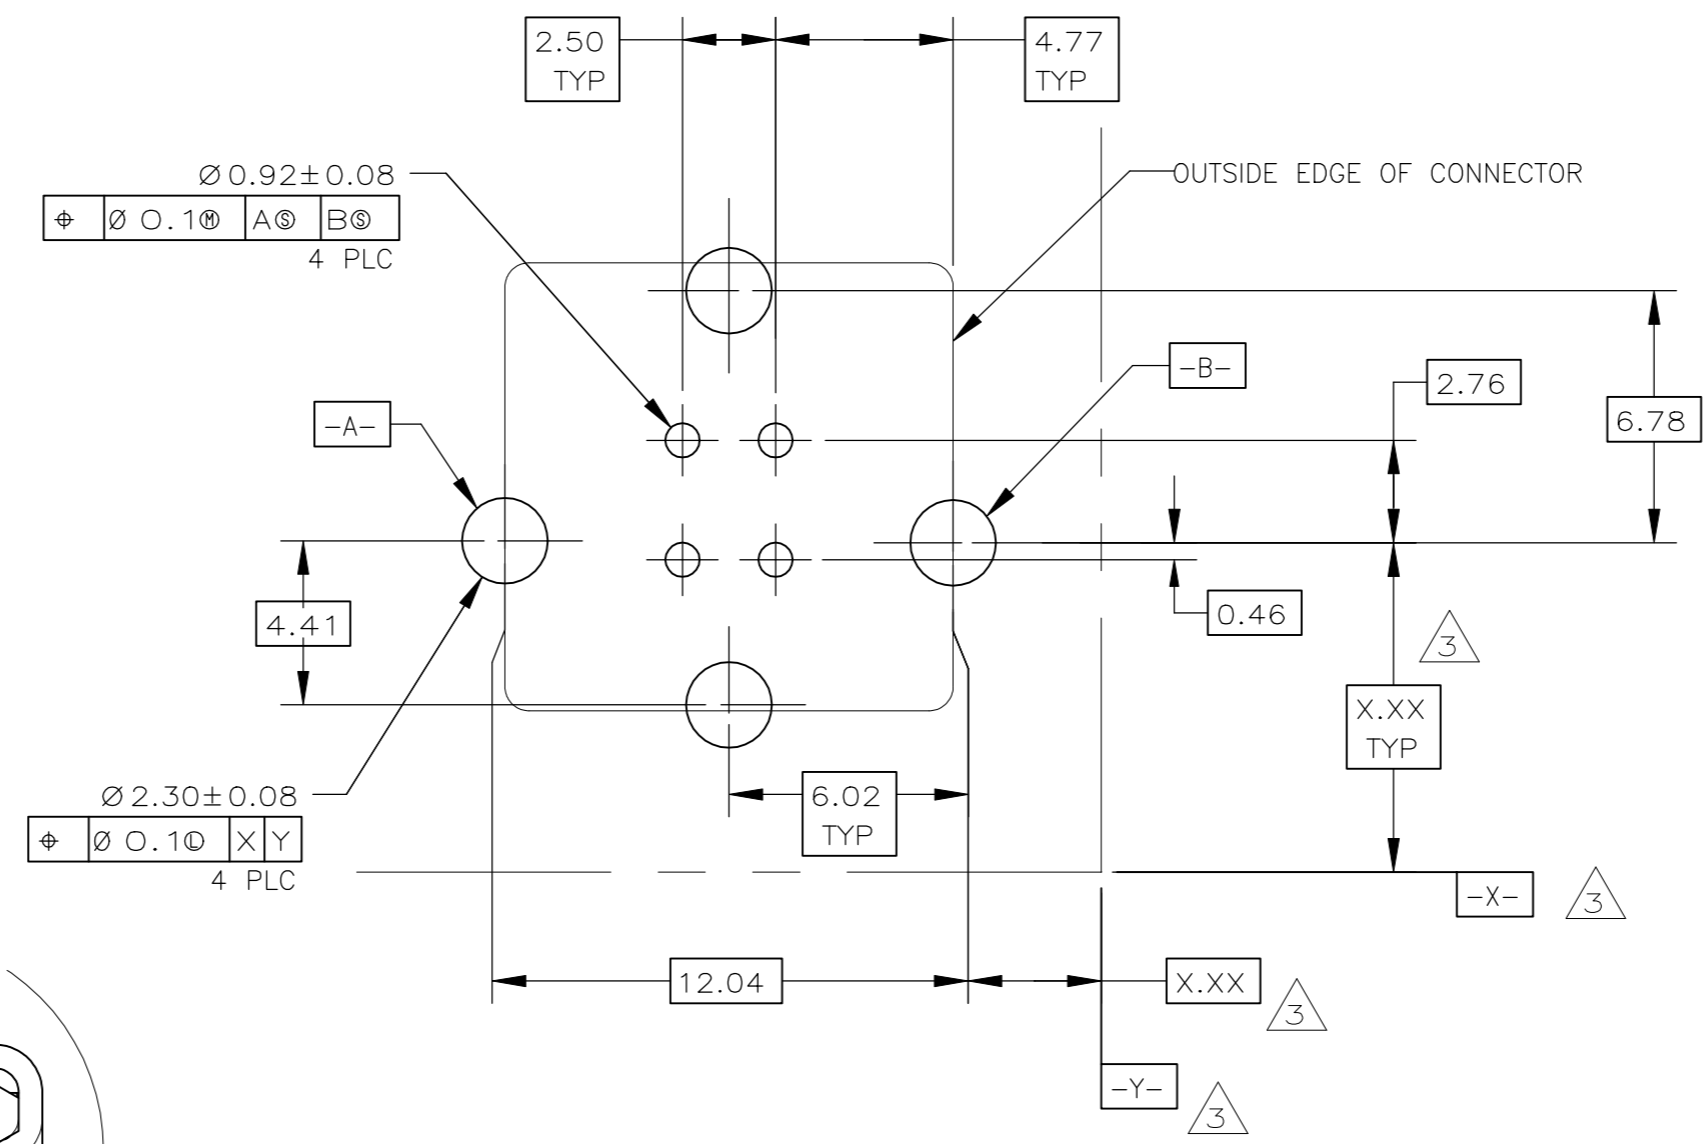 2.50
TYP
4.77
TYP
Ø0.92±0.08
⌖ Ø 0.1Ⓜ AⓈ BⓈ
4 PLC
OUTSIDE EDGE OF CONNECTOR
-B-
2.76
6.78
-A-
4.41
0.46
3
X.XX
TYP
Ø2.30±0.08
⌖ Ø 0.1Ⓛ X Y
4 PLC
6.02
TYP
-X-
3
12.04
X.XX
3
-Y-
3